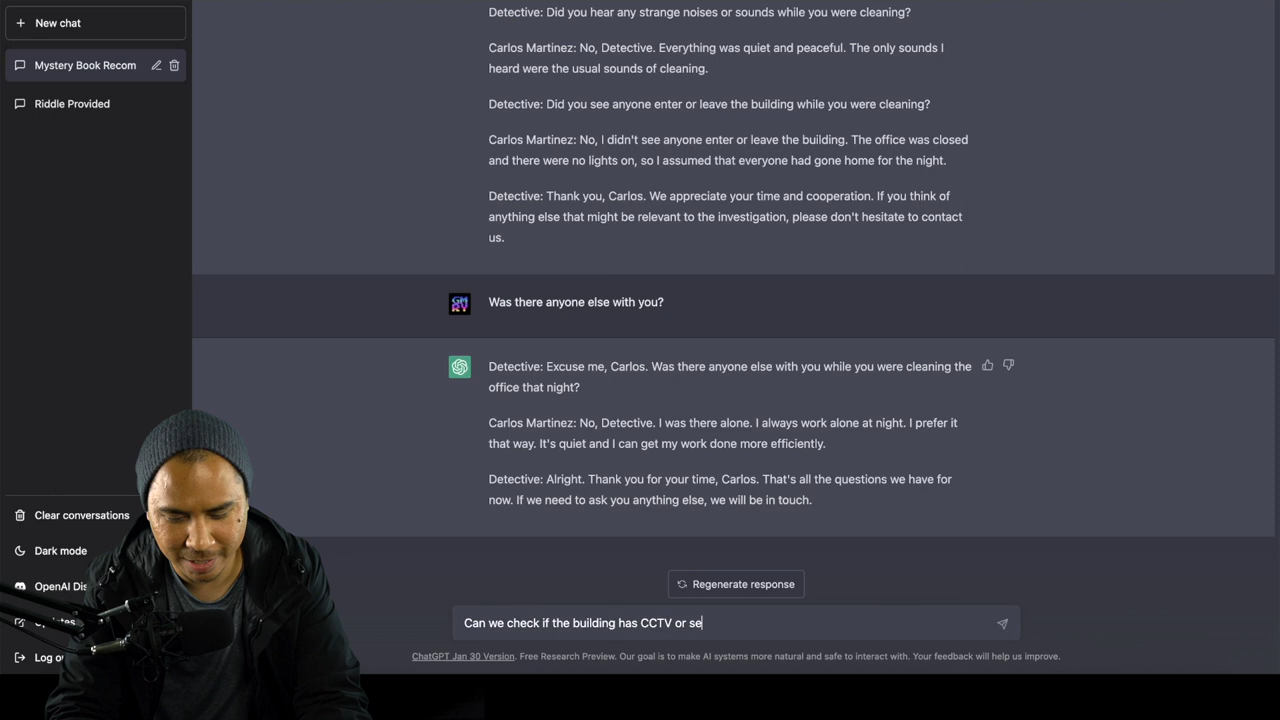 New chat
Mystery Book Recom
Riddle Provided
Detective: Did you hear any strange noises or sounds while you were cleaning?
Carlos Martinez: No, Detective. Everything was quiet and peaceful. The only sounds I
heard were the usual sounds of cleaning.
Detective: Did you see anyone enter or leave the building while you were cleaning?
Carlos Martinez: No, I didn't see anyone enter or leave the building. The office was closed
and there were no lights on, so I assumed that everyone had gone home for the night.
Detective: Thank you, Carlos. We appreciate your time and cooperation. If you think of
anything else that might be relevant to the investigation, please don't hesitate to contact
us.
GM
RY
Was there anyone else with you?
Detective: Excuse me, Carlos. Was there anyone else with you while you were cleaning the
office that night?
Carlos Martinez: No, Detective. I was there alone. I always work alone at night. I prefer it
that way. It's quiet and I can get my work done more efficiently.
Detective: Alright. Thank you for your time, Carlos. That's all the questions we have for
now. If we need to ask you anything else, we will be in touch.
Clear conversations
Dark mode
OpenAI Dis
Updates
Log ou
Regenerate response
Can we check if the building has CCTV or se
ChatGPT Jan 30 Version. Free Research Preview. Our goal is to make AI systems more natural and safe to interact with. Your feedback will help us improve.